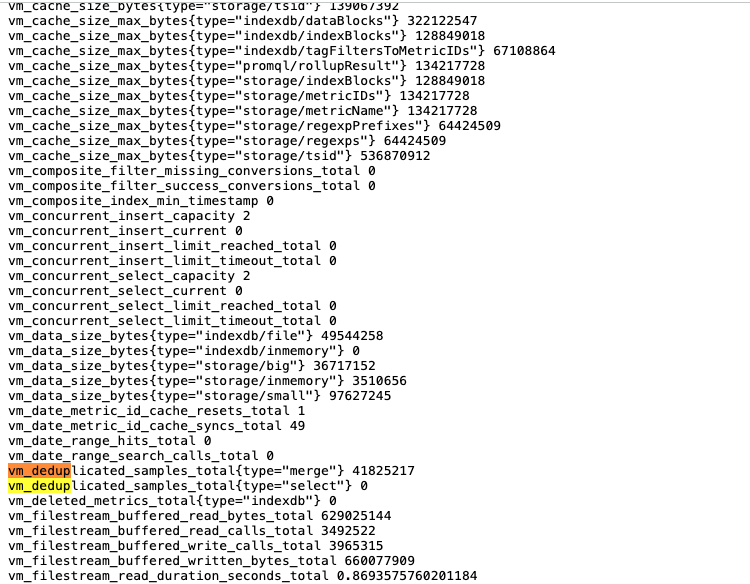 vm_cache_size_bytes{type="storage/tsid"} 139067392
vm_cache_size_max_bytes{type="indexdb/dataBlocks"} 322122547
vm_cache_size_max_bytes{type="indexdb/indexBlocks"} 128849018
vm_cache_size_max_bytes{type="indexdb/tagFiltersToMetricIDs"} 67108864
vm_cache_size_max_bytes{type="promql/rollupResult"} 134217728
vm_cache_size_max_bytes{type="storage/indexBlocks"} 128849018
vm_cache_size_max_bytes{type="storage/metricIDs"} 134217728
vm_cache_size_max_bytes{type="storage/metricName"} 134217728
vm_cache_size_max_bytes{type="storage/regexpPrefixes"} 64424509
vm_cache_size_max_bytes{type="storage/regexps"} 64424509
vm_cache_size_max_bytes{type="storage/tsid"} 536870912
vm_composite_filter_missing_conversions_total 0
vm_composite_filter_success_conversions_total 0
vm_composite_index_min_timestamp 0
vm_concurrent_insert_capacity 2
vm_concurrent_insert_current 0
vm_concurrent_insert_limit_reached_total 0
vm_concurrent_insert_limit_timeout_total 0
vm_concurrent_select_capacity 2
vm_concurrent_select_current 0
vm_concurrent_select_limit_reached_total 0
vm_concurrent_select_limit_timeout_total 0
vm_data_size_bytes{type="indexdb/file"} 49544258
vm_data_size_bytes{type="indexdb/inmemory"} 0
vm_data_size_bytes{type="storage/big"} 36717152
vm_data_size_bytes{type="storage/inmemory"} 3510656
vm_data_size_bytes{type="storage/small"} 97627245
vm_date_metric_id_cache_resets_total 1
vm_date_metric_id_cache_syncs_total 49
vm_date_range_hits_total 0
vm_date_range_search_calls_total 0
vm_deduplicated_samples_total{type="merge"} 41825217
vm_deduplicated_samples_total{type="select"} 0
vm_deleted_metrics_total{type="indexdb"} 0
vm_filestream_buffered_read_bytes_total 629025144
vm_filestream_buffered_read_calls_total 3492522
vm_filestream_buffered_write_calls_total 3965315
vm_filestream_buffered_written_bytes_total 660077909
vm_filestream_read_duration_seconds_total 0.8693575760201184